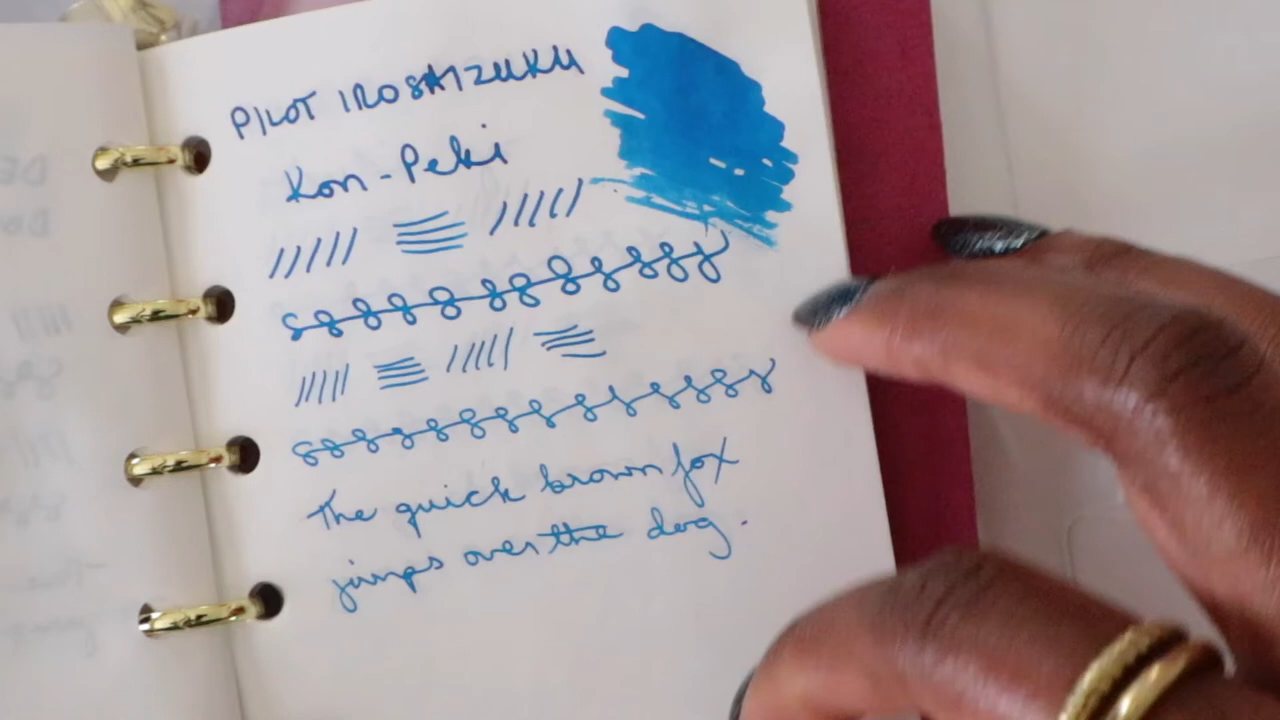 PILOT IROSHIZUKU
Kon-Peki
The quick brown fox
jumps over the dog.